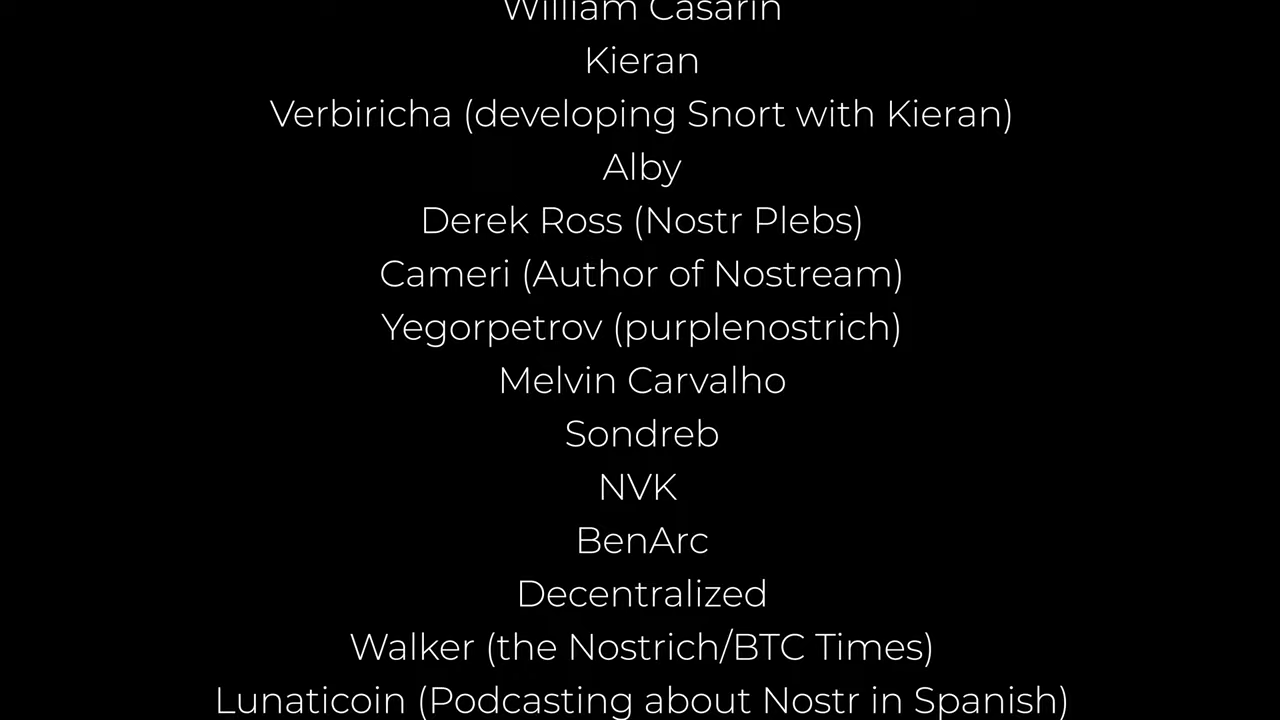 William Casarin
Kieran
Verbiricha (developing Snort with Kieran)
Alby
Derek Ross (Nostr Plebs)
Cameri (Author of Nostream)
Yegorpetrov (purplenostrich)
Melvin Carvalho
Sondreb
NVK
BenArc
Decentralized
Walker (the Nostrich/BTC Times)
Lunaticoin (Podcasting about Nostr in Spanish)